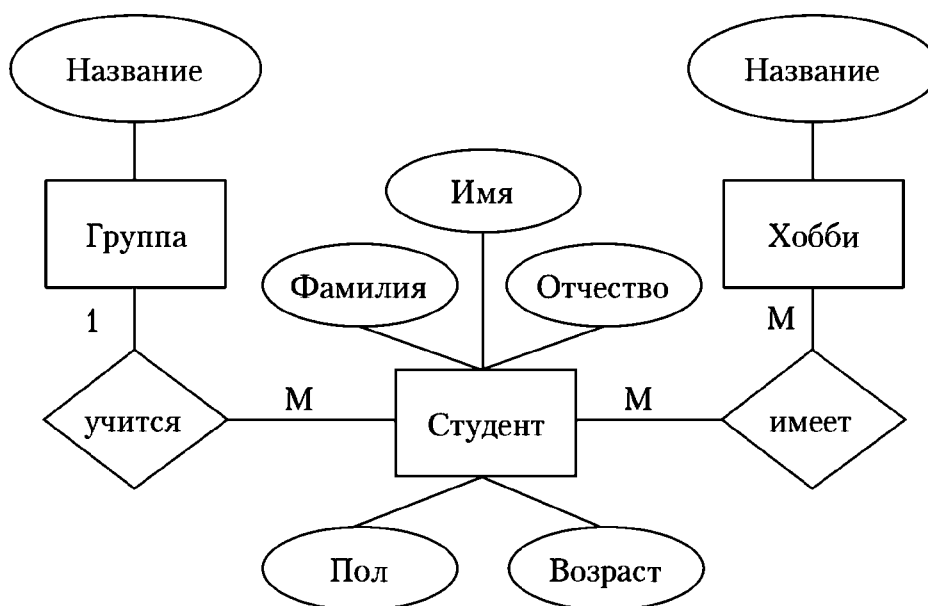 Название
Название
Группа
Имя
Хобби
Фамилия
Отчество
1
М
учится
М
Студент
М
имеет
Пол
Возраст